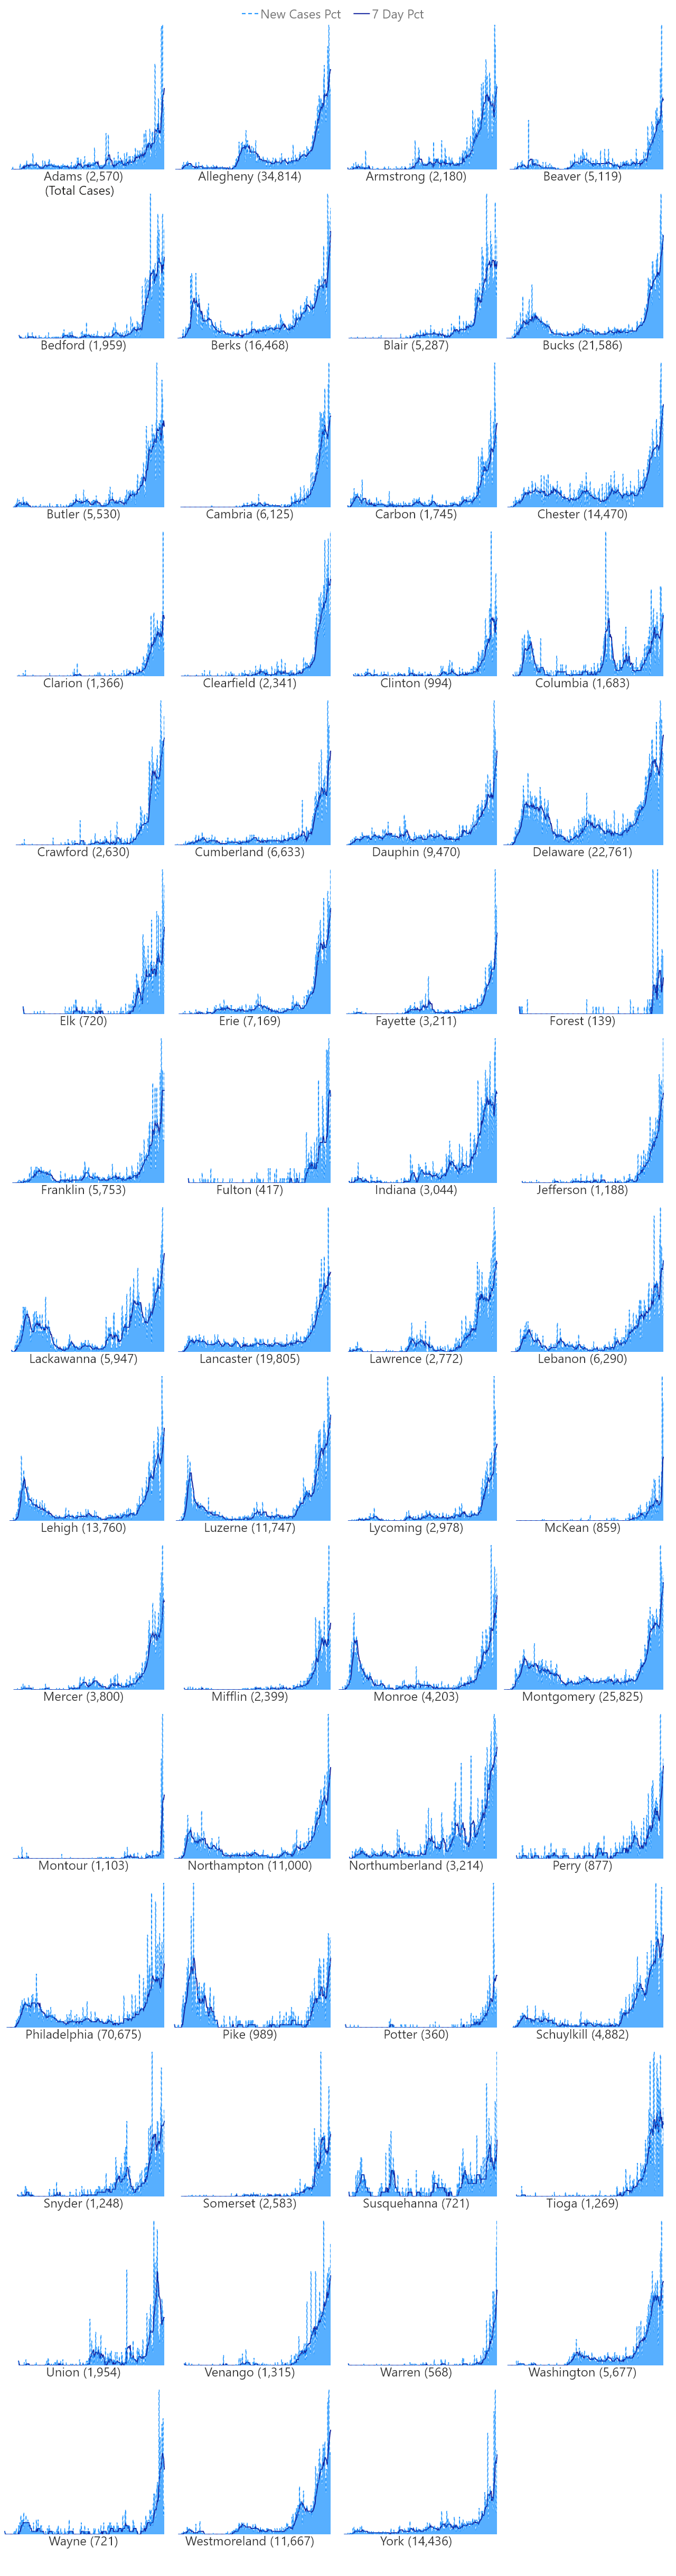 New Cases Pct 7 Day Pct
Adams (2,570) Allegheny (34,814) Armstrong (2,180) Beaver (5,119)
(Total Cases)
Bedford (1,959) Berks (16,468) Blair (5,287) Bucks (21,586)
Butler (5,530) Cambria (6,125) Carbon (1,745) Chester (14,470)
Clarion (1,366) Clearfield (2,341) Clinton (994) Columbia (1,683)
Crawford (2,630) Cumberland (6,633) Dauphin (9,470) Delaware (22,761)
Elk (720) Erie (7,169) Fayette (3,211) Forest (139)
Franklin (5,753) Fulton (417) Indiana (3,044) Jefferson (1,188)
Lackawanna (5,947) Lancaster (19,805) Lawrence (2,772) Lebanon (6,290)
Lehigh (13,760) Luzerne (11,747) Lycoming (2,978) McKean (859)
Mercer (3,800) Mifflin (2,399) Monroe (4,203) Montgomery (25,825)
Montour (1,103) Northampton (11,000) Northumberland (3,214) Perry (877)
Philadelphia (70,675) Pike (989) Potter (360) Schuylkill (4,882)
Snyder (1,248) Somerset (2,583) Susquehanna (721) Tioga (1,269)
Union (1,954) Venango (1,315) Warren (568) Washington (5,677)
Wayne (721) Westmoreland (11,667) York (14,436)